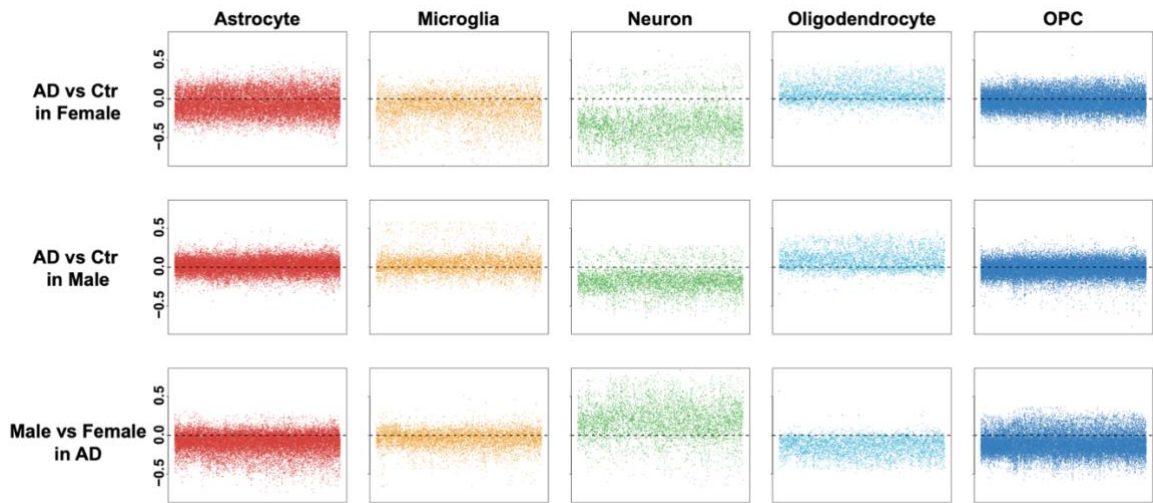 Astrocyte Microglia Neuron Oligodendrocyte OPC
AD vs Ctr
in Female
0.5
0.0
−0.5
AD vs Ctr
in Male
0.5
0.0
−0.5
Male vs Female
in AD
0.5
0.0
−0.5